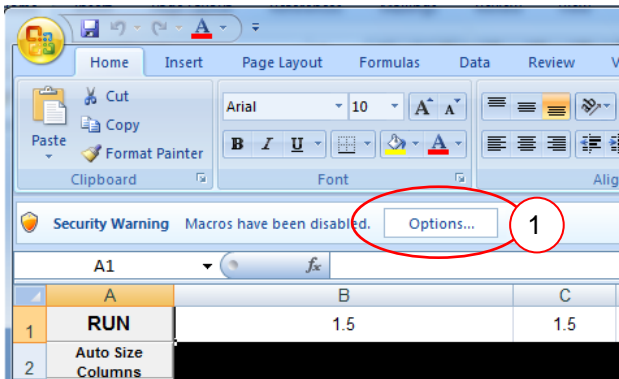 Home Insert Page Layout Formulas Data Review
Cut
Copy
Format Painter
Paste
Arial 10 A A
B I U A
Clipboard Font
Security Warning Macros have been disabled. Options... 1
A1 fx
A B C
1 RUN 1.5 1.5
2 Auto Size
Columns